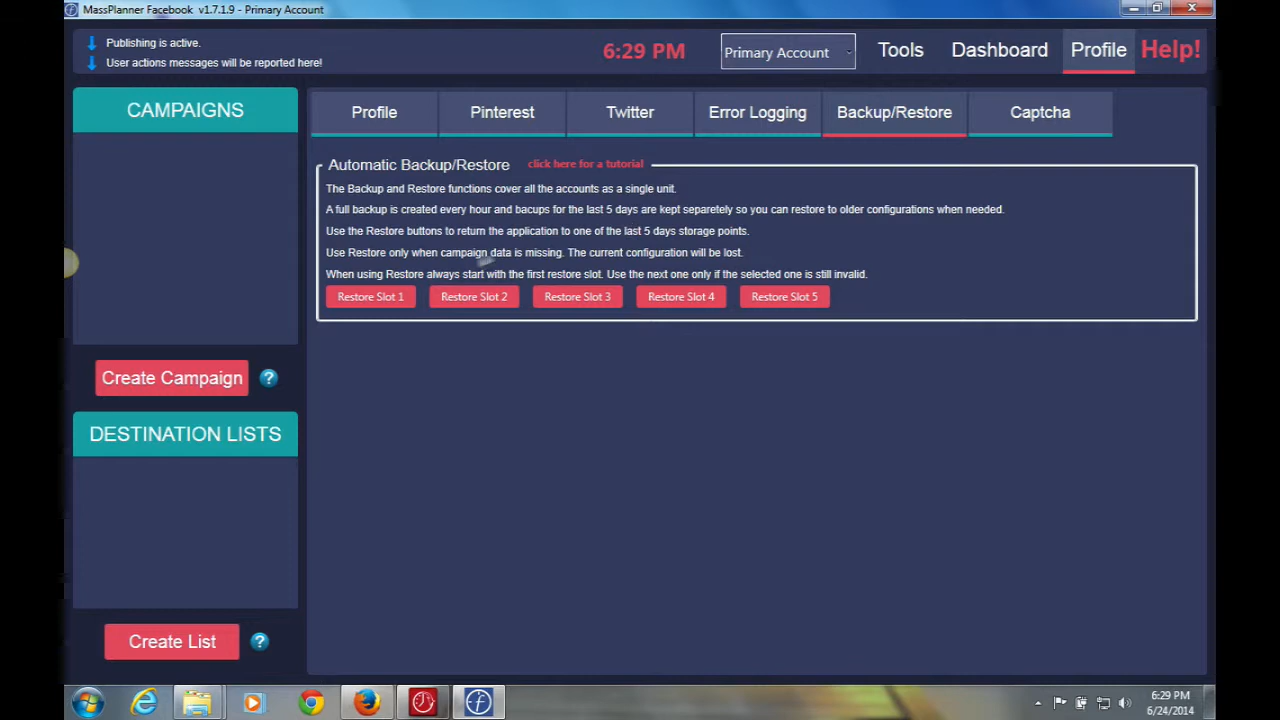 MassPlanner Facebook v1.7.1.9 - Primary Account
Publishing is active.
User actions messages will be reported here!
6:29 PM
Primary Account
Tools
Dashboard
Profile
Help!
CAMPAIGNS
Create Campaign
?
DESTINATION LISTS
Create List
?
Profile
Pinterest
Twitter
Error Logging
Backup/Restore
Captcha
Automatic Backup/Restore click here for a tutorial
The Backup and Restore functions cover all the accounts as a single unit.
A full backup is created every hour and bacups for the last 5 days are kept separetely so you can restore to older configurations when needed.
Use the Restore buttons to return the application to one of the last 5 days storage points.
Use Restore only when campaign data is missing. The current configuration will be lost.
When using Restore always start with the first restore slot. Use the next one only if the selected one is still invalid.
Restore Slot 1
Restore Slot 2
Restore Slot 3
Restore Slot 4
Restore Slot 5
6:29 PM
6/24/2014